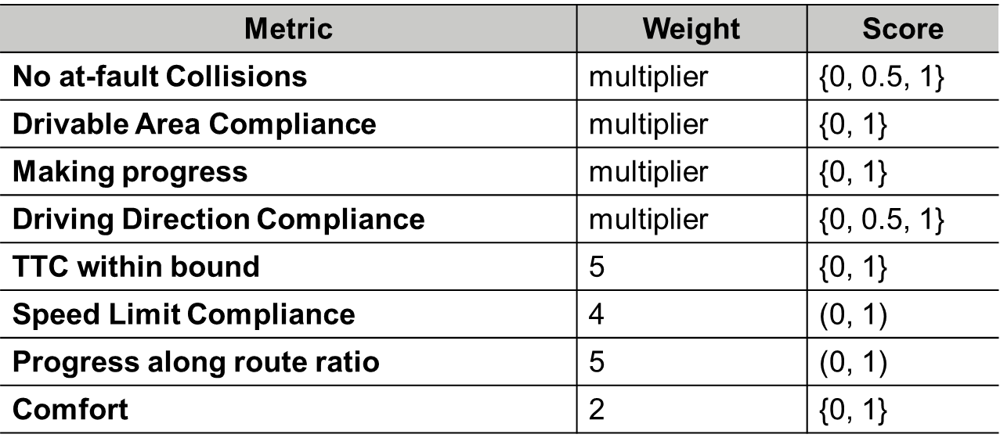 Metric Weight Score
No at-fault Collisions multiplier {0, 0.5, 1}
Drivable Area Compliance multiplier {0, 1}
Making progress multiplier {0, 1}
Driving Direction Compliance multiplier {0, 0.5, 1}
TTC within bound 5 {0, 1}
Speed Limit Compliance 4 (0, 1)
Progress along route ratio 5 (0, 1)
Comfort 2 {0, 1}